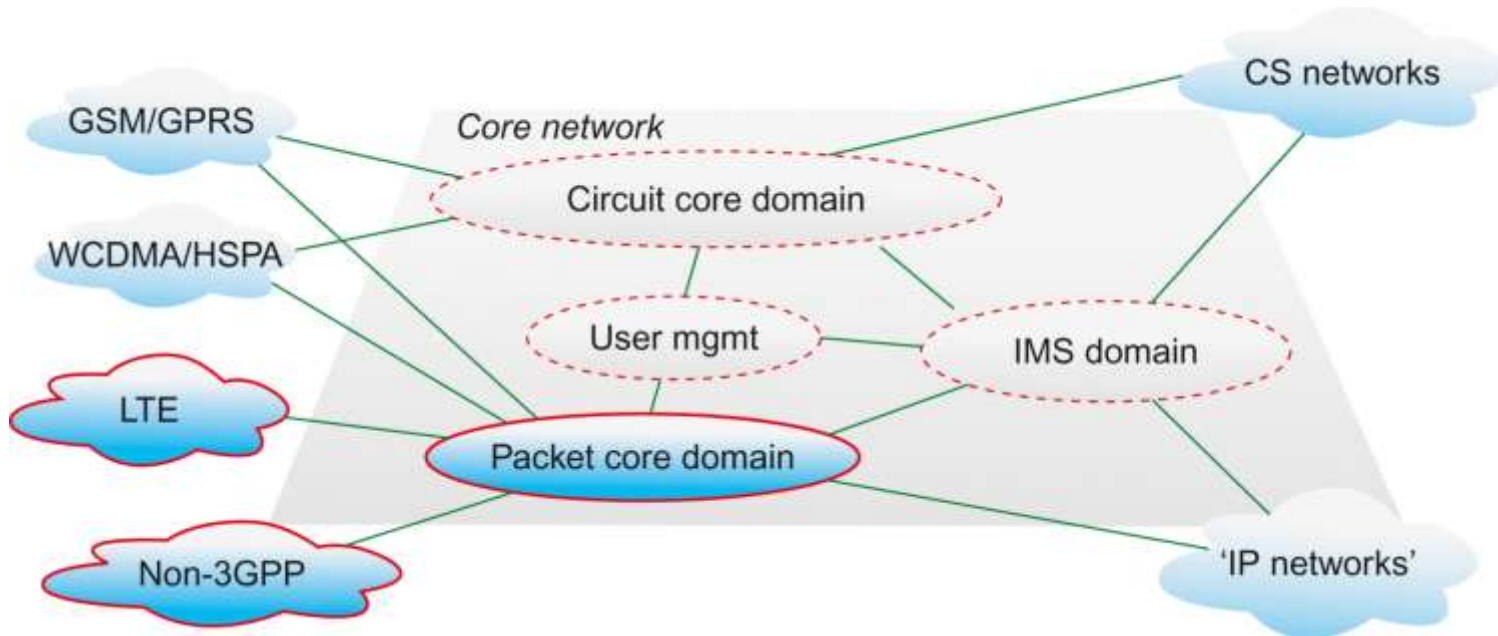 CS networks
GSM/GPRS
Core network
Circuit core domain
WCDMA/HSPA
User mgmt
IMS domain
LTE
Packet core domain
Non-3GPP
‘IP networks’